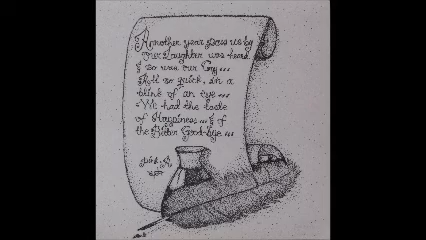 Another year pass us by
Our Laughter was heard
& so was our Cry...
All so quick, in a
blink of an eye...
We had the taste
of Happiness... & of
the Bitter Good-bye...